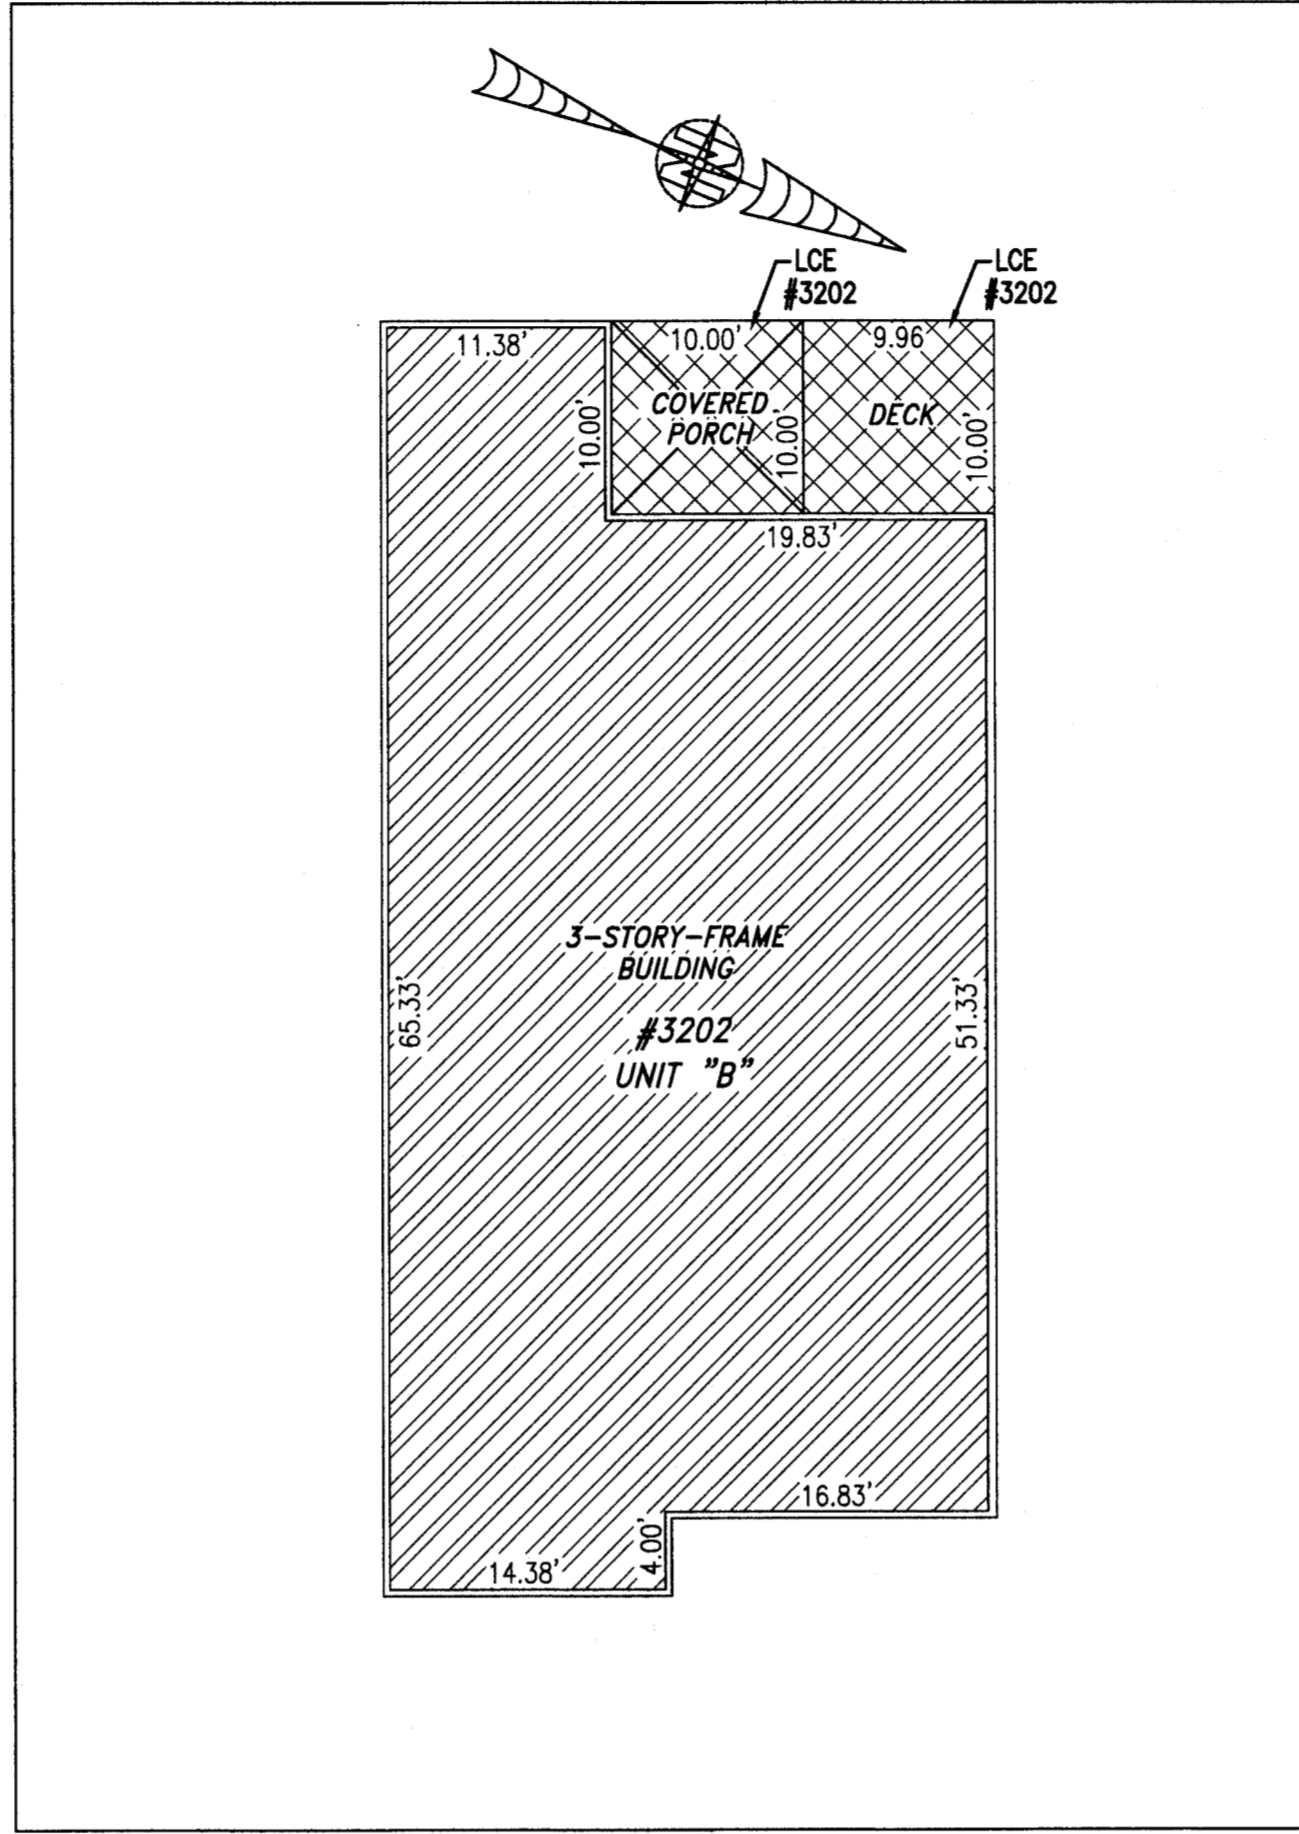 N
LCE
#3202
LCE
#3202
11.38'
10.00'
9.96
COVERED
PORCH
DECK
10.00'
10.00'
10.00'
19.83'
3-STORY-FRAME
BUILDING
#3202
UNIT "B"
65.33'
51.33'
16.83'
4.00'
14.38'